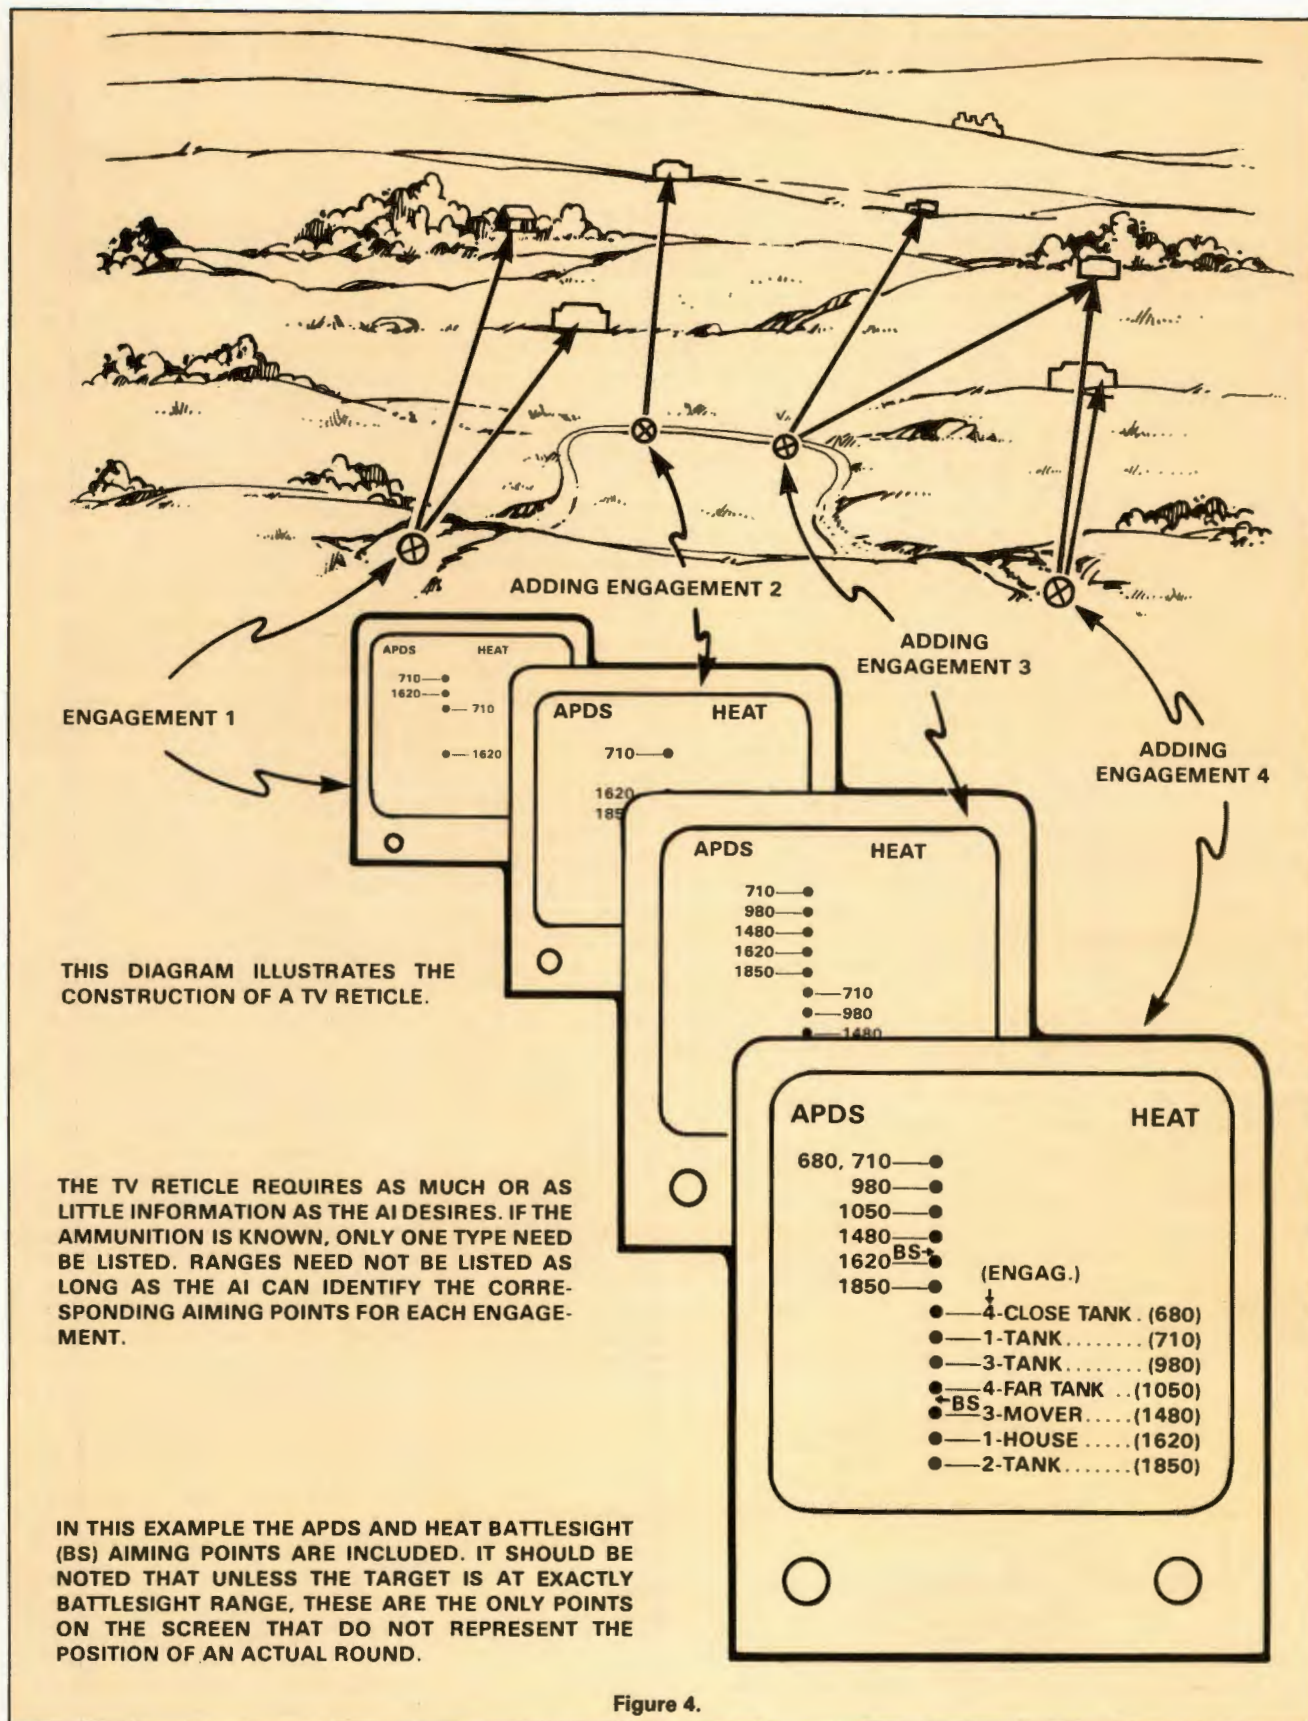 ADDING ENGAGEMENT 2
ADDING
ENGAGEMENT 3
ENGAGEMENT 1
ADDING
ENGAGEMENT 4
APDS HEAT
710
1620
710
1620
APDS HEAT
710
1620
185
APDS HEAT
710
980
1480
1620
1850
710
980
1480
APDS HEAT
680, 710
980
1050
1480
1620 BS
1850
(ENGAG.)
4-CLOSE TANK . (680)
1-TANK ........ (710)
3-TANK ........ (980)
4-FAR TANK .. (1050)
BS 3-MOVER ..... (1480)
1-HOUSE ..... (1620)
2-TANK ....... (1850)
THIS DIAGRAM ILLUSTRATES THE
CONSTRUCTION OF A TV RETICLE.
THE TV RETICLE REQUIRES AS MUCH OR AS
LITTLE INFORMATION AS THE AI DESIRES. IF THE
AMMUNITION IS KNOWN, ONLY ONE TYPE NEED
BE LISTED. RANGES NEED NOT BE LISTED AS
LONG AS THE AI CAN IDENTIFY THE CORRE-
SPONDING AIMING POINTS FOR EACH ENGAGE-
MENT.
IN THIS EXAMPLE THE APDS AND HEAT BATTLESIGHT
(BS) AIMING POINTS ARE INCLUDED. IT SHOULD BE
NOTED THAT UNLESS THE TARGET IS AT EXACTLY
BATTLESIGHT RANGE, THESE ARE THE ONLY POINTS
ON THE SCREEN THAT DO NOT REPRESENT THE
POSITION OF AN ACTUAL ROUND.
Figure 4.